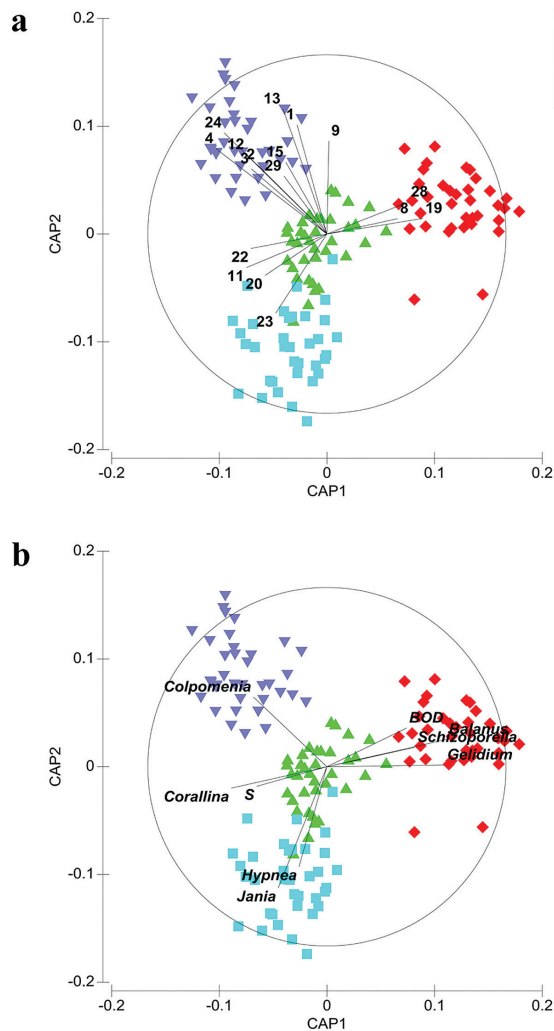 a
0.2
13
1
24
9
4
12
15
3
2
29
28
8
19
22
11
20
23
0.1
0
-0.1
-0.2
CAP2
-0.2
-0.1
0
0.1
0.2
CAP1
b
0.2
Colpomenia
BOD
Balanus
Schizoporella
Gelidium
Corallina
S
Hypnea
Jania
0.1
0
-0.1
-0.2
CAP2
-0.2
-0.1
0
0.1
0.2
CAP1